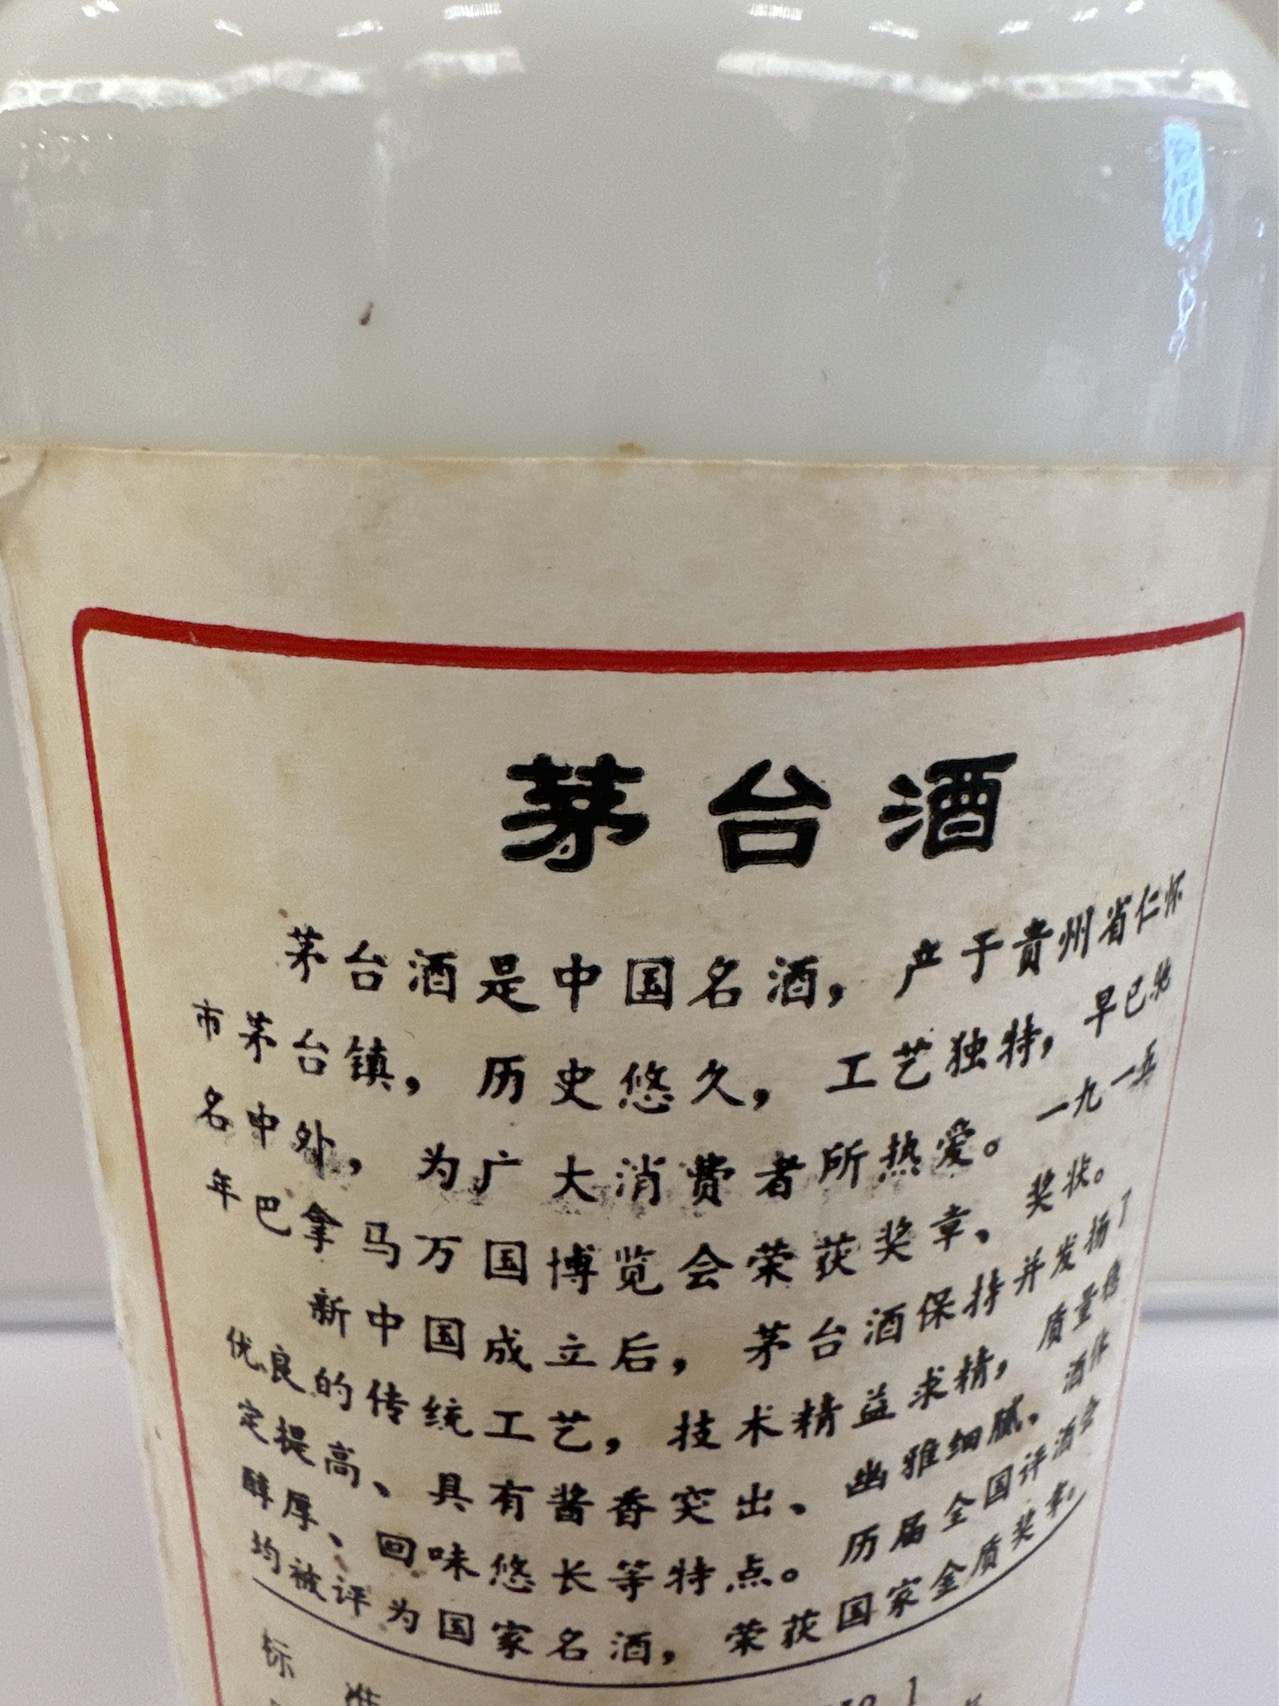 茅台酒
茅台酒是中国名酒，产于贵州省仁怀
市茅台镇，历史悠久，工艺独特，早已驰
名中外，为广大消费者所热爱。一九一五
年巴拿马万国博览会荣获奖章、奖状。
新中国成立后，茅台酒保持并发扬了
优良的传统工艺，技术精益求精，质量稳
定提高、具有酱香突出、幽雅细腻、酒体
醇厚、回味悠长等特点。历届全国评酒会
均被评为国家名酒，荣获国家金质奖章。
标 准